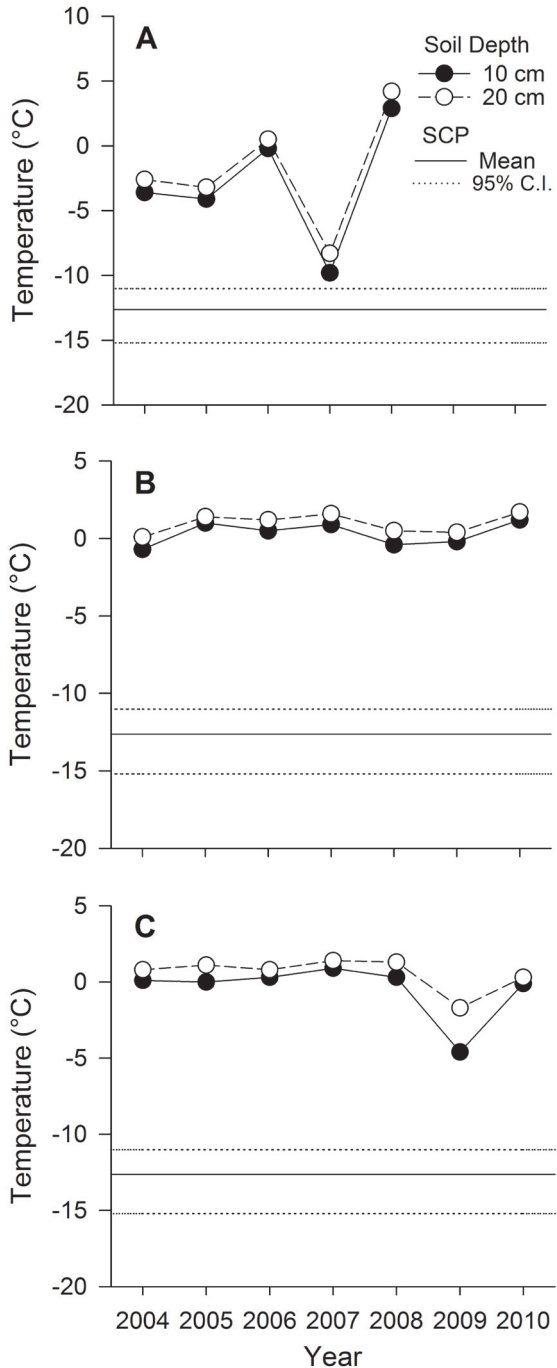 A
Soil Depth
10 cm
20 cm
SCP
Mean
95% C.I.
10
5
0
-5
-10
-15
-20
Temperature (°C)
B
5
0
-5
-10
-15
-20
Temperature (°C)
C
5
0
-5
-10
-15
-20
Temperature (°C)
2004 2005 2006 2007 2008 2009 2010
Year